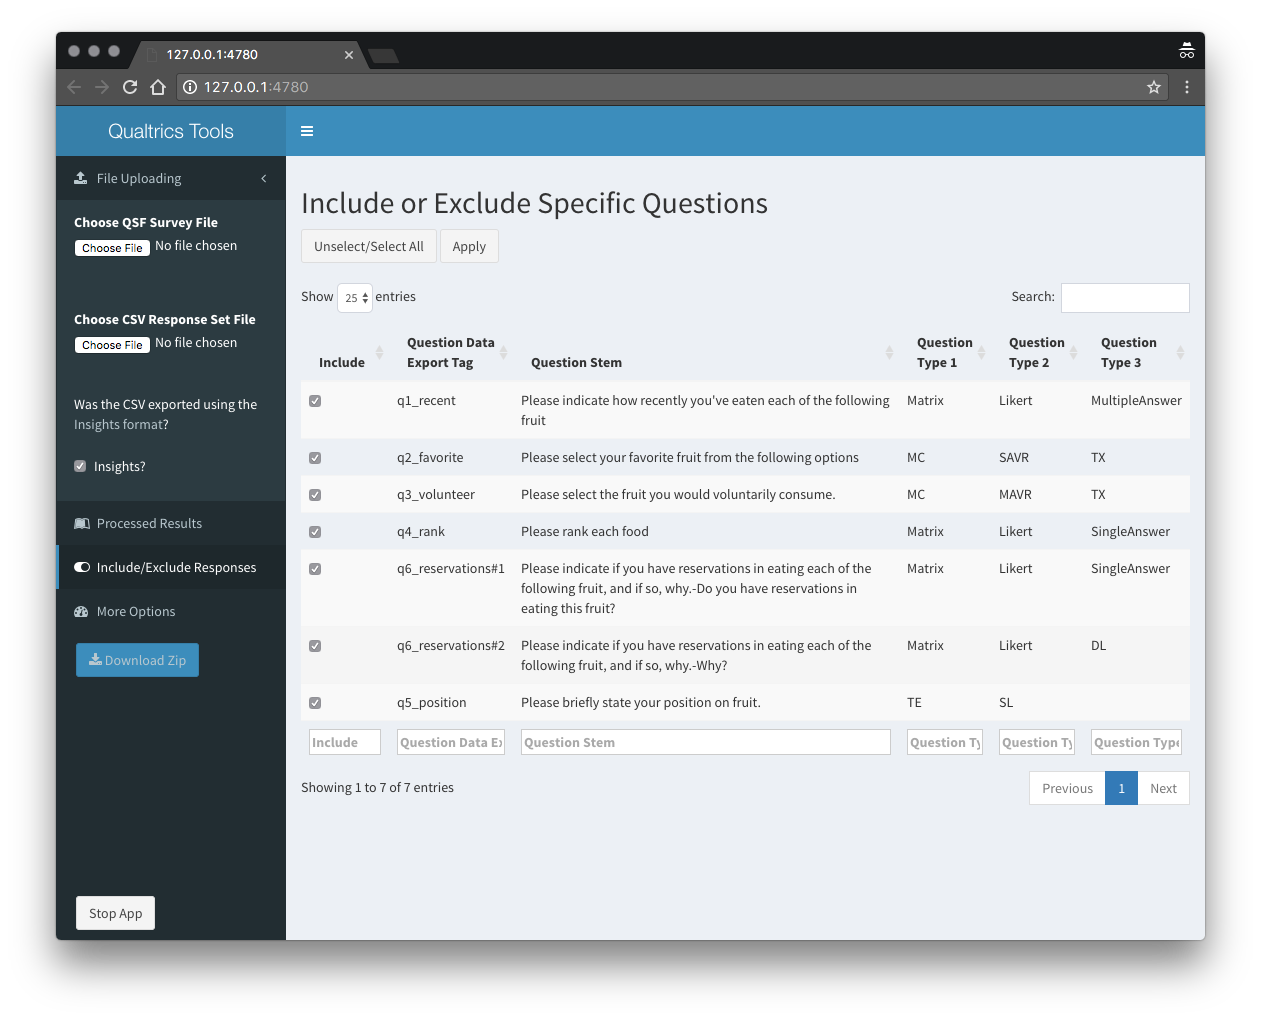 127.0.0.1:4780
127.0.0.1:4780
Qualtrics Tools
File Uploading
Choose QSF Survey File
Choose File No file chosen
Choose CSV Response Set File
Choose File No file chosen
Was the CSV exported using the
Insights format?
Insights?
Processed Results
Include/Exclude Responses
More Options
Download Zip
Stop App
Include or Exclude Specific Questions
Unselect/Select All Apply
Show 25 entries Search:
Include Question Data Export Tag Question Stem Question Type 1 Question Type 2 Question Type 3
q1_recent Please indicate how recently you've eaten each of the following Matrix Likert MultipleAnswer
fruit
q2_favorite Please select your favorite fruit from the following options MC SAVR TX
q3_volunteer Please select the fruit you would voluntarily consume. MC MAVR TX
q4_rank Please rank each food Matrix Likert SingleAnswer
q6_reservations#1 Please indicate if you have reservations in eating each of the Matrix Likert SingleAnswer
following fruit, and if so, why.-Do you have reservations in
eating this fruit?
q6_reservations#2 Please indicate if you have reservations in eating each of the Matrix Likert DL
following fruit, and if so, why.-Why?
q5_position Please briefly state your position on fruit. TE SL
Include Question Data Ex Question Stem Question Ty Question Ty Question Type
Showing 1 to 7 of 7 entries Previous 1 Next